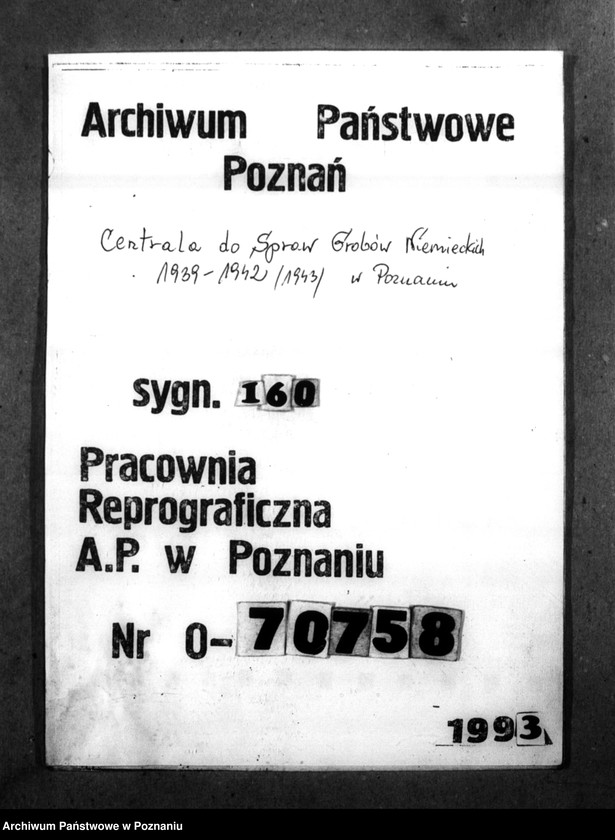 Archiwum Państwowe
Poznań
Centrala do Spraw Grobów Niemieckich
1939-1942 /1943/ w Poznaniu
sygn. 160
Pracownia
Reprograficzna
A.P. w Poznaniu
Nr O-70758
1993
Archiwum Państwowe w Poznaniu